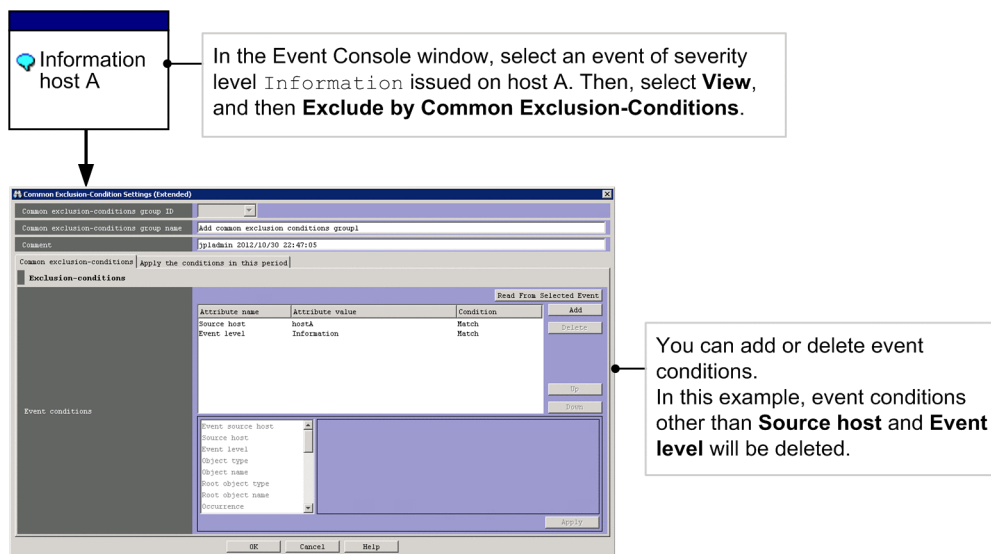 Information
host A
In the Event Console window, select an event of severity
level Information issued on host A. Then, select View,
and then Exclude by Common Exclusion-Conditions.
Common Exclusion-Condition Settings (Extended)
Common exclusion-conditions group ID
Common exclusion-conditions group name
Add common exclusion conditions group1
Comment
jp1admin 2012/10/30 22:47:05
Common exclusion-conditions
Apply the conditions in this period
Exclusion-conditions
Read From Selected Event
Attribute name
Attribute value
Condition
Add
Source host
hostA
Match
Delete
Event level
Information
Match
Up
Down
Event conditions
Event source host
Source host
Event level
Object type
Object name
Root object type
Root object name
Occurrence
Apply
OK
Cancel
Help
You can add or delete event
conditions.
In this example, event conditions
other than Source host and Event
level will be deleted.